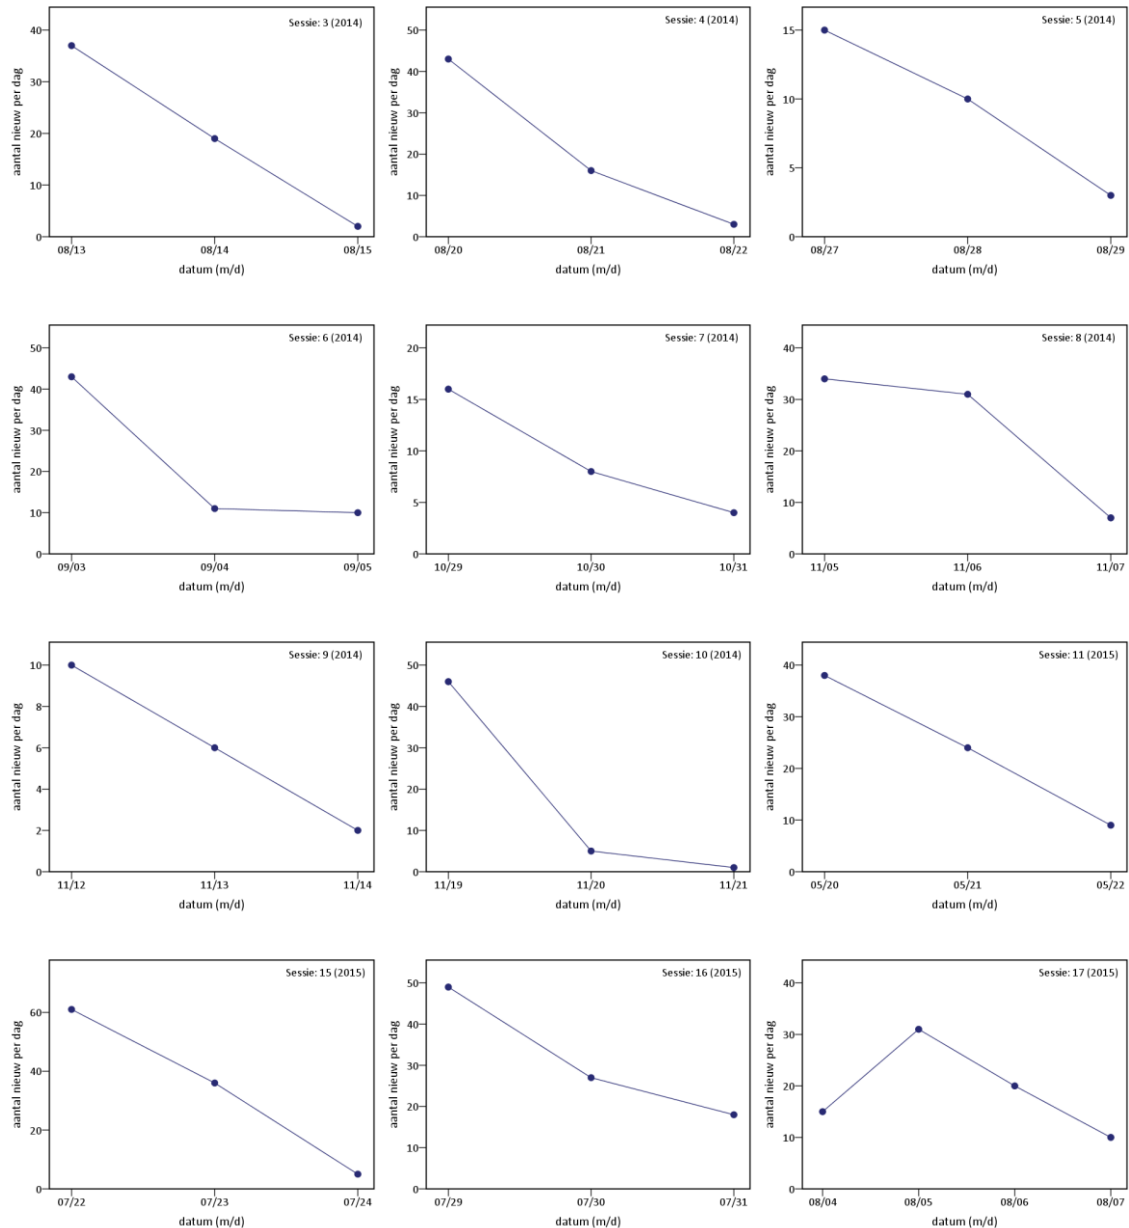 Sessie: 3 (2014)
aantal nieuw per dag
40
30
20
10
0
08/13 08/14 08/15
datum (m/d)
Sessie: 4 (2014)
aantal nieuw per dag
50
40
30
20
10
0
08/20 08/21 08/22
datum (m/d)
Sessie: 5 (2014)
aantal nieuw per dag
15
10
5
0
08/27 08/28 08/29
datum (m/d)
Sessie: 6 (2014)
aantal nieuw per dag
50
40
30
20
10
0
09/03 09/04 09/05
datum (m/d)
Sessie: 7 (2014)
aantal nieuw per dag
20
15
10
5
0
10/29 10/30 10/31
datum (m/d)
Sessie: 8 (2014)
aantal nieuw per dag
40
30
20
10
0
11/05 11/06 11/07
datum (m/d)
Sessie: 9 (2014)
aantal nieuw per dag
10
8
6
4
2
0
11/12 11/13 11/14
datum (m/d)
Sessie: 10 (2014)
aantal nieuw per dag
50
40
30
20
10
0
11/19 11/20 11/21
datum (m/d)
Sessie: 11 (2015)
aantal nieuw per dag
40
30
20
10
0
05/20 05/21 05/22
datum (m/d)
Sessie: 15 (2015)
aantal nieuw per dag
60
40
20
0
07/22 07/23 07/24
datum (m/d)
Sessie: 16 (2015)
aantal nieuw per dag
50
40
30
20
10
0
07/29 07/30 07/31
datum (m/d)
Sessie: 17 (2015)
aantal nieuw per dag
40
30
20
10
0
08/04 08/05 08/06 08/07
datum (m/d)